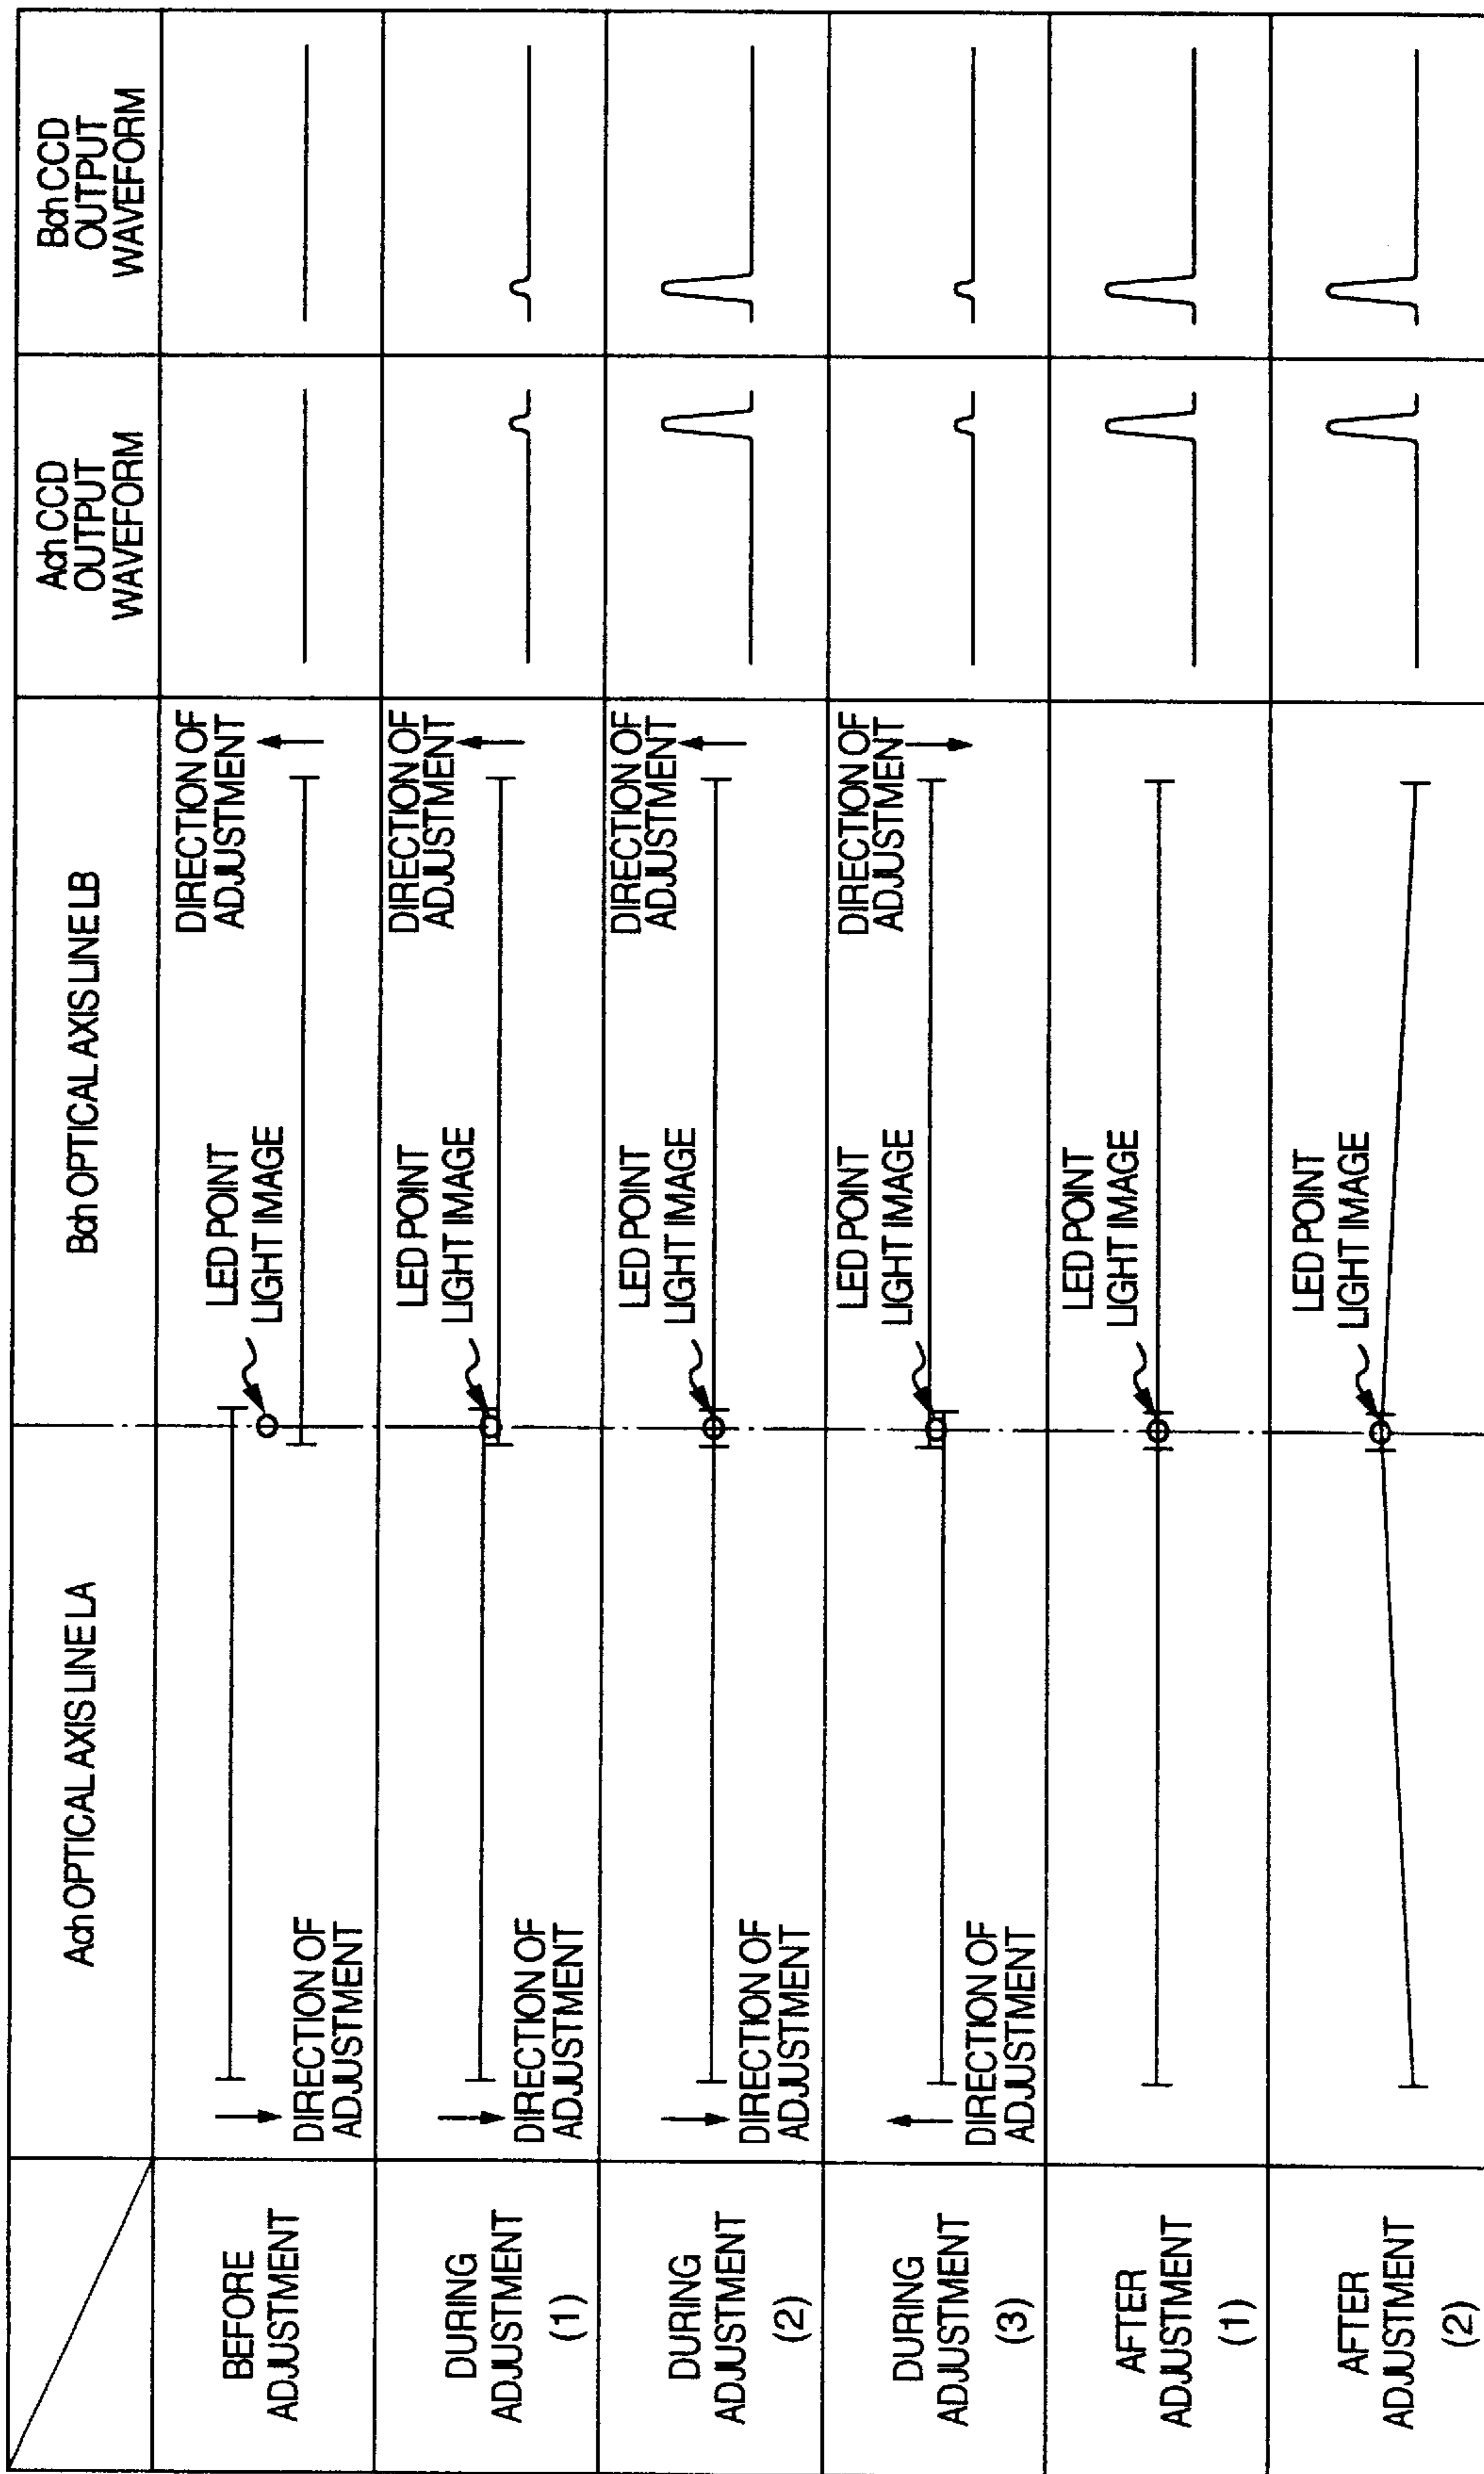 Ach OPTICAL AXIS LINE LA
Bch OPTICAL AXIS LINE LB
Ach CCD
OUTPUT
WAVEFORM
Bch CCD
OUTPUT
WAVEFORM
BEFORE
ADJUSTMENT
DIRECTION OF
ADJUSTMENT
LED POINT
LIGHT IMAGE
DIRECTION OF
ADJUSTMENT
DURING
ADJUSTMENT
(1)
DIRECTION OF
ADJUSTMENT
LED POINT
LIGHT IMAGE
DIRECTION OF
ADJUSTMENT
DURING
ADJUSTMENT
(2)
DIRECTION OF
ADJUSTMENT
LED POINT
LIGHT IMAGE
DIRECTION OF
ADJUSTMENT
DURING
ADJUSTMENT
(3)
DIRECTION OF
ADJUSTMENT
LED POINT
LIGHT IMAGE
DIRECTION OF
ADJUSTMENT
AFTER
ADJUSTMENT
(1)
LED POINT
LIGHT IMAGE
AFTER
ADJUSTMENT
(2)
LED POINT
LIGHT IMAGE